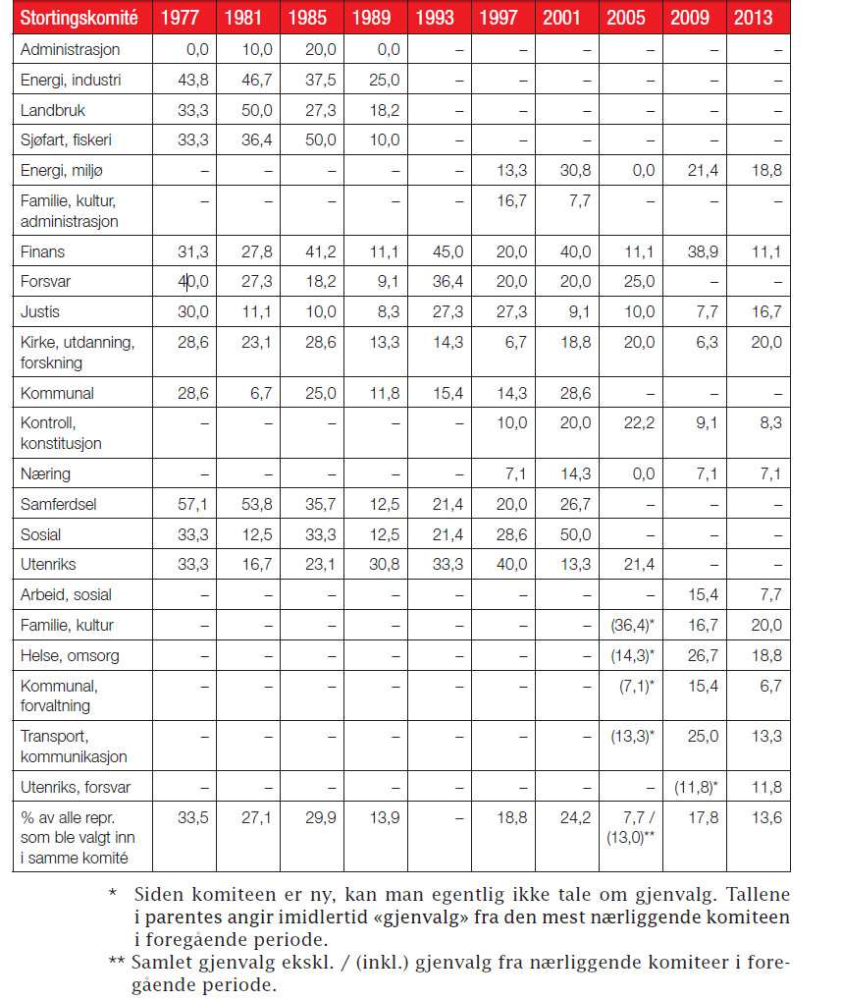 Stortingskomité 1977 1981 1985 1989 1993 1997 2001 2005 2009 2013
Administrasjon 0,0 10,0 20,0 0,0 – – – – – –
Energi, industri 43,8 46,7 37,5 25,0 – – – – – –
Landbruk 33,3 50,0 27,3 18,2 – – – – – –
Sjøfart, fiskeri 33,3 36,4 50,0 10,0 – – – – – –
Energi, miljø – – – – – 13,3 30,8 0,0 21,4 18,8
Familie, kultur, – – – – – 16,7 7,7 – – –
administrasjon
Finans 31,3 27,8 41,2 11,1 45,0 20,0 40,0 11,1 38,9 11,1
Forsvar 40,0 27,3 18,2 9,1 36,4 20,0 20,0 25,0 – –
Justis 30,0 11,1 10,0 8,3 27,3 27,3 9,1 10,0 7,7 16,7
Kirke, utdanning, 28,6 23,1 28,6 13,3 14,3 6,7 18,8 20,0 6,3 20,0
forskning
Kommunal 28,6 6,7 25,0 11,8 15,4 14,3 28,6 – – –
Kontroll, – – – – – 10,0 20,0 22,2 9,1 8,3
konstitusjon
Næring – – – – – 7,1 14,3 0,0 7,1 7,1
Samferdsel 57,1 53,8 35,7 12,5 21,4 20,0 26,7 – – –
Sosial 33,3 12,5 33,3 12,5 21,4 28,6 50,0 – – –
Utenriks 33,3 16,7 23,1 30,8 33,3 40,0 13,3 21,4 – –
Arbeid, sosial – – – – – – – – 15,4 7,7
Familie, kultur – – – – – – – (36,4)* 16,7 20,0
Helse, omsorg – – – – – – – (14,3)* 26,7 18,8
Kommunal, – – – – – – – (7,1)* 15,4 6,7
forvaltning
Transport, – – – – – – – (13,3)* 25,0 13,3
kommunikasjon
Utenriks, forsvar – – – – – – – – (11,8)* 11,8
% av alle repr. 33,5 27,1 29,9 13,9 – 18,8 24,2 7,7 / 17,8 13,6
som ble valgt inn (13,0)**
i samme komité
* Siden komiteen er ny, kan man egentlig ikke tale om gjenvalg. Tallene
i parentes angir imidlertid «gjenvalg» fra den mest nærliggende komiteen
i foregående periode.
** Samlet gjenvalg ekskl. / (inkl.) gjenvalg fra nærliggende komiteer i fore-
gående periode.